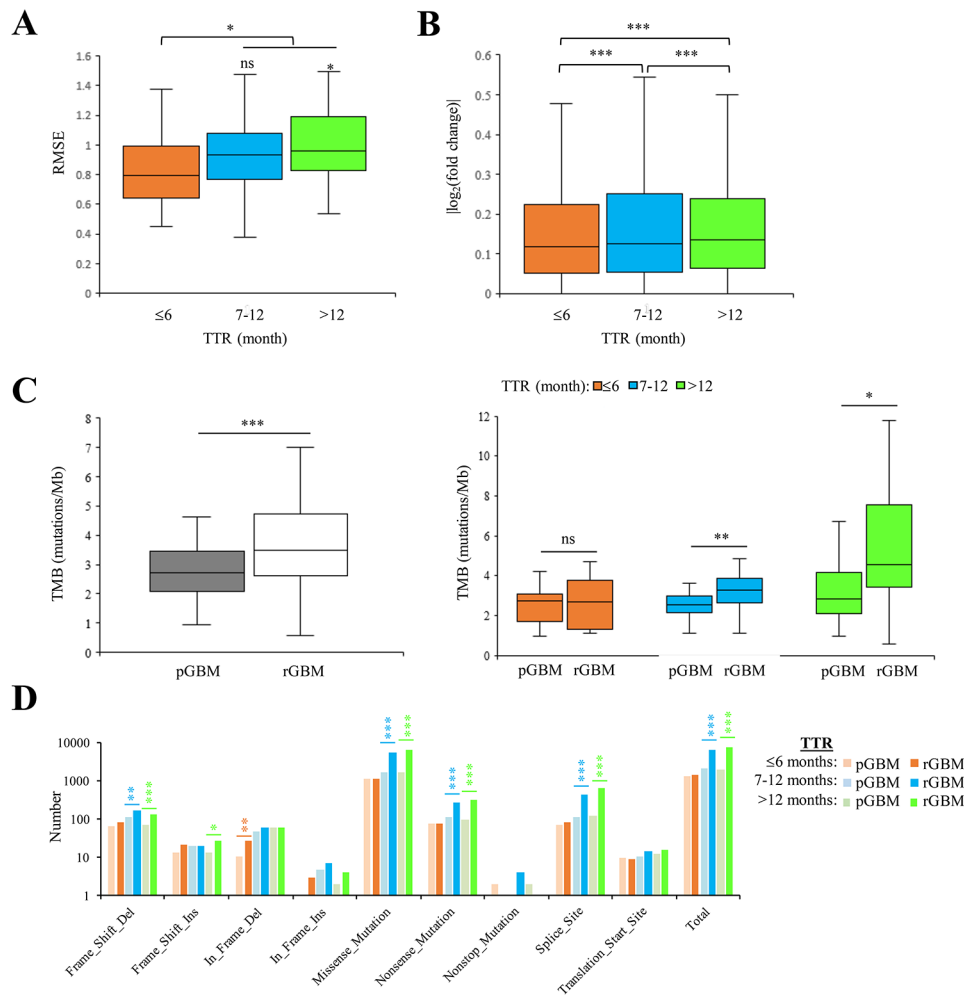 A
*
ns
*
RMSE
1.6
1.4
1.2
1
0.8
0.6
0.4
0.2
0
≤6
7-12
>12
TTR (month)
B
***
***
***
|log2(fold change)|
0.6
0.5
0.4
0.3
0.2
0.1
0
≤6
7-12
>12
TTR (month)
C
***
TMB (mutations/Mb)
8
7
6
5
4
3
2
1
0
pGBM
rGBM
TTR (month): ≤6 7-12 >12
ns
**
*
TMB (mutations/Mb)
12
10
8
6
4
2
0
pGBM rGBM
pGBM rGBM
pGBM rGBM
D
Number
10000
1000
100
10
1
**
***
*
**
***
***
***
***
***
***
***
***
Frame_Shift_Del
Frame_Shift_Ins
In_Frame_Del
In_Frame_Ins
Missense_Mutation
Nonsense_Mutation
Nonstop_Mutation
Splice_Site
Translation_Start_Site
Total
TTR
≤6 months: pGBM rGBM
7-12 months: pGBM rGBM
>12 months: pGBM rGBM